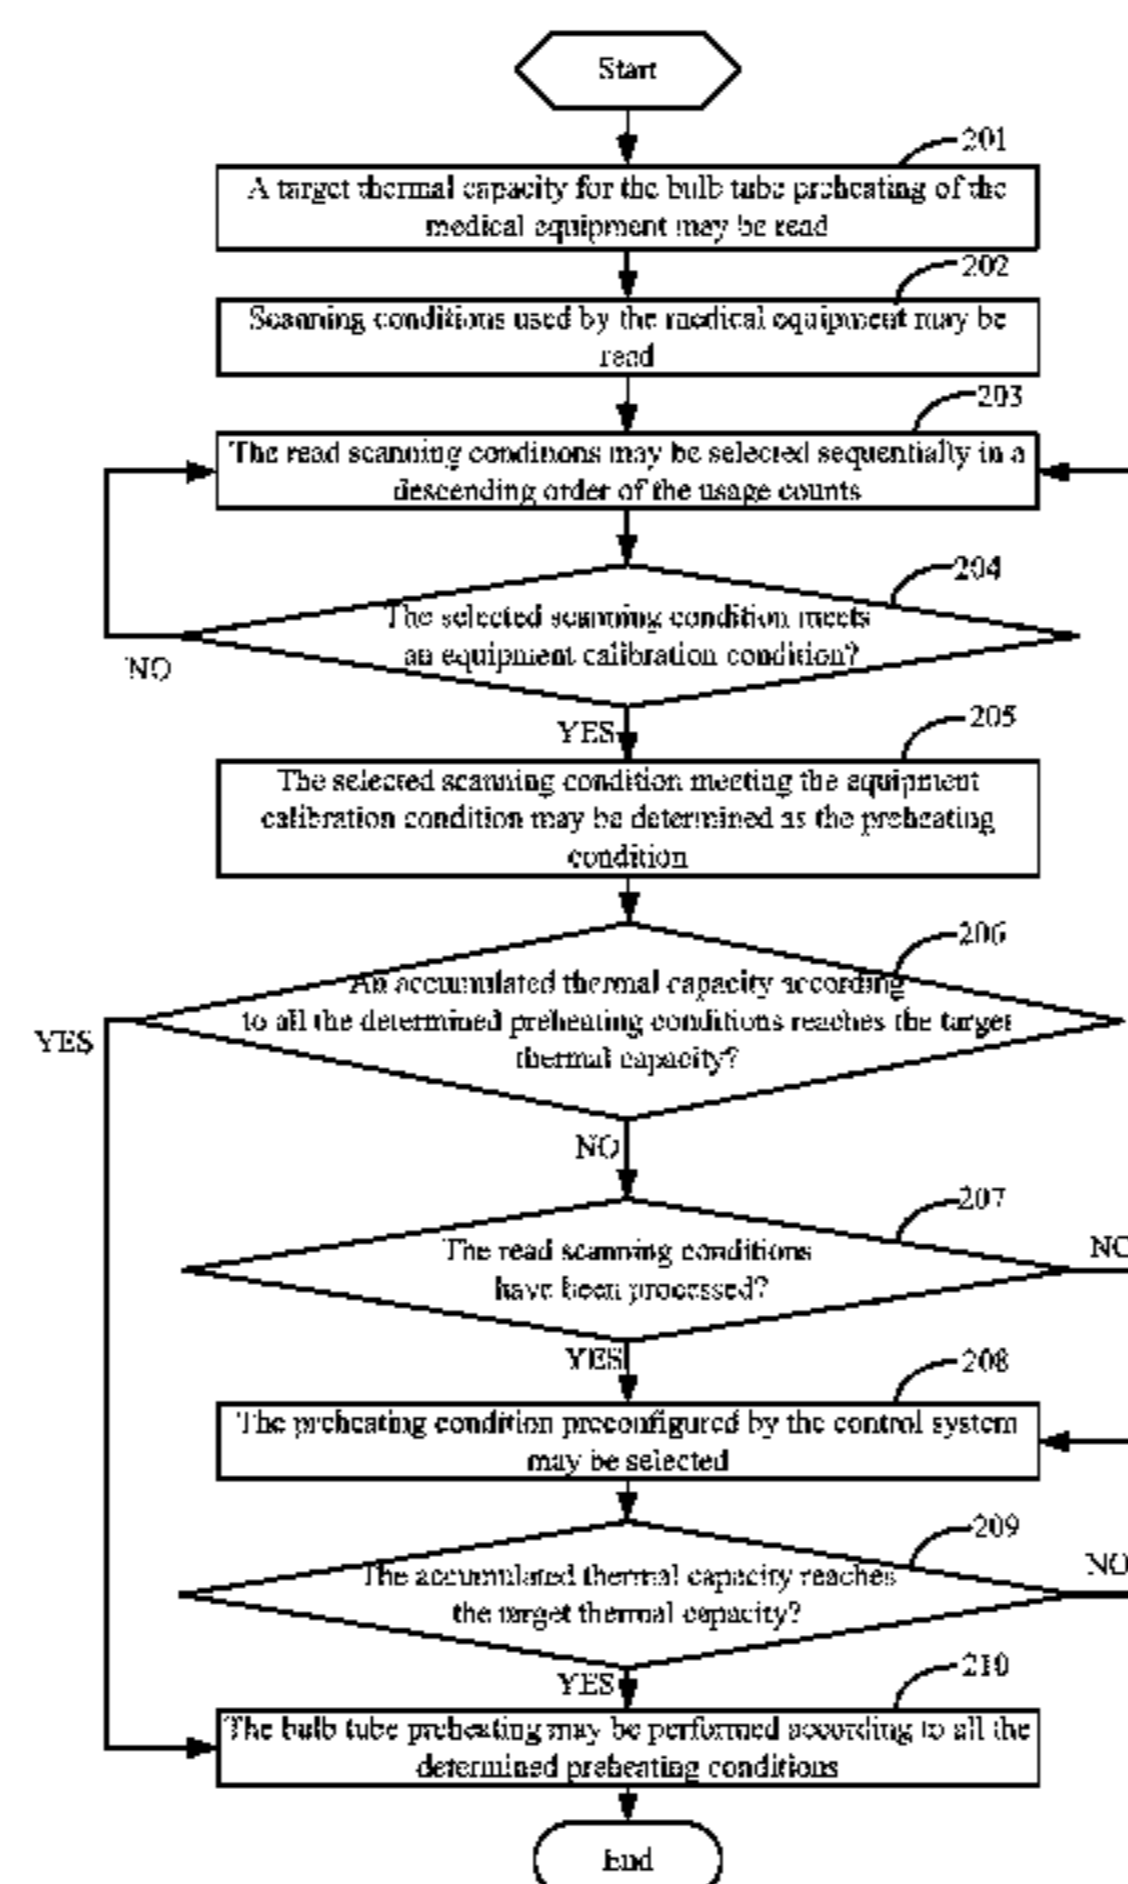 Start
201
A target thermal capacity for the bulb tube preheating of the
medical equipment may be read
202
Scanning conditions used by the medical equipment may be
read
203
The read scanning conditions may be selected sequentially in a
descending order of the usage counts
204
The selected scanning condition meets
an equipment calibration condition?
NO
YES
205
The selected scanning condition meeting the equipment
calibration condition may be determined as the preheating
condition
206
An accumulated thermal capacity according
to all the determined preheating conditions reaches the target
thermal capacity?
YES
NO
207
The read scanning conditions
have been processed?
NO
YES
208
The preheating condition preconfigured by the control system
may be selected
209
The accumulated thermal capacity reaches
the target thermal capacity?
NO
YES
210
The bulb tube preheating may be performed according to all the
determined preheating conditions
End